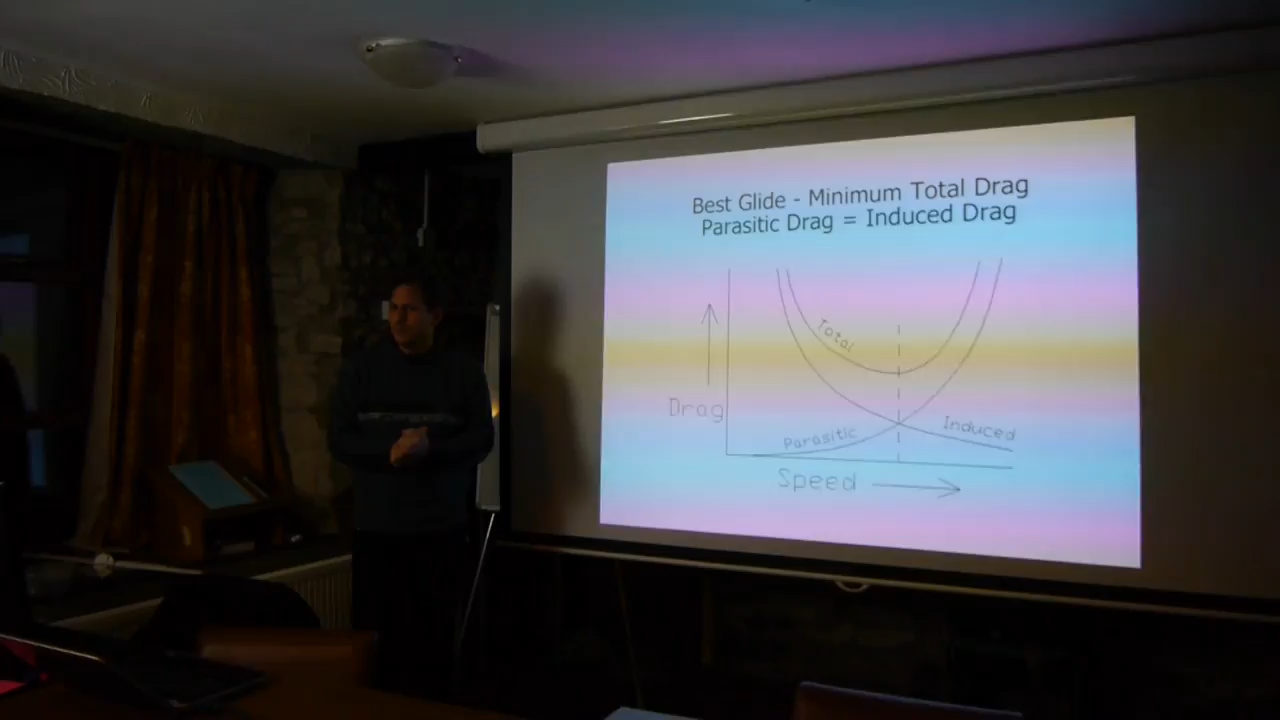 Best Glide - Minimum Total Drag
Parasitic Drag = Induced Drag
Total
Drag
Parasitic
Induced
Speed